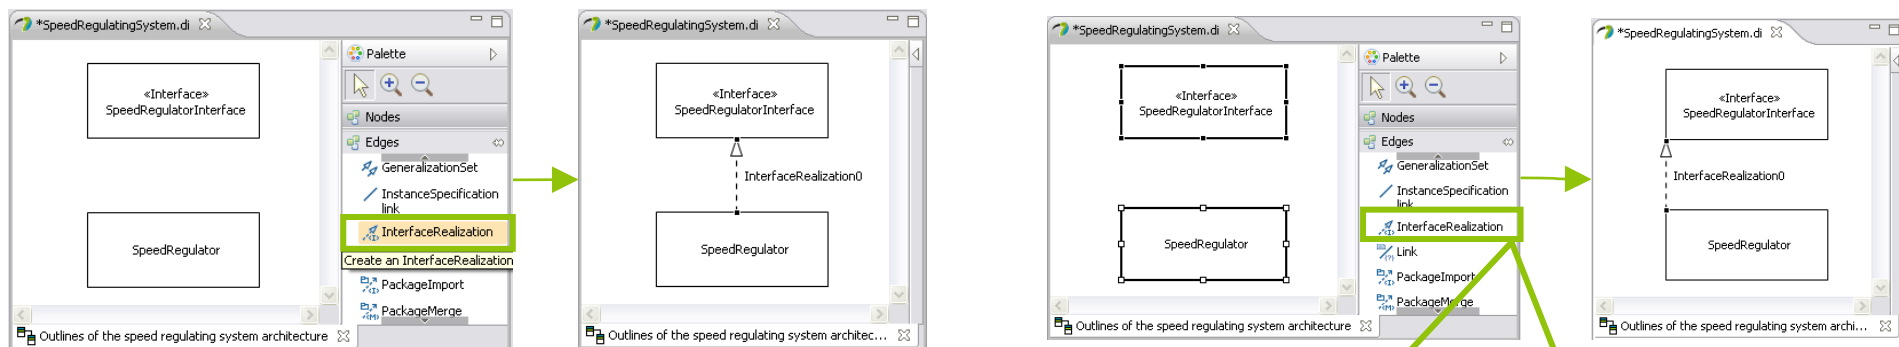 *SpeedRegulatingSystem.di
«Interface»
SpeedRegulatorInterface
SpeedRegulator
Palette
Nodes
Edges
GeneralizationSet
InstanceSpecification
link
InterfaceRealization
Create an InterfaceRealization
PackageImport
PackageMerge
Outlines of the speed regulating system architecture
*SpeedRegulatingSystem.di
«Interface»
SpeedRegulatorInterface
InterfaceRealization0
SpeedRegulator
Outlines of the speed regulating system architec...
*SpeedRegulatingSystem.di
«Interface»
SpeedRegulatorInterface
SpeedRegulator
Palette
Nodes
Edges
GeneralizationSet
InstanceSpecification
link
InterfaceRealization
Link
PackageImport
PackageMerge
Outlines of the speed regulating system architecture
*SpeedRegulatingSystem.di
«Interface»
SpeedRegulatorInterface
InterfaceRealization0
SpeedRegulator
Outlines of the speed regulating system archi...